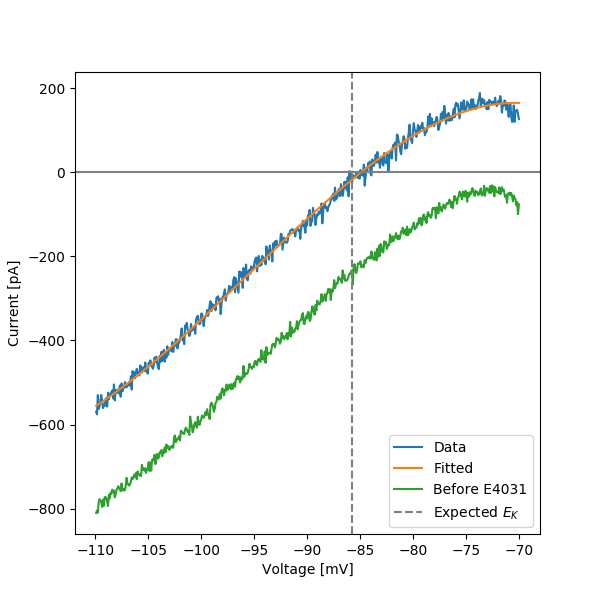 200
0
−200
−400
−600
−800
Current [pA]
−110
−105
−100
−95
−90
−85
−80
−75
−70
Voltage [mV]
Data
Fitted
Before E4031
Expected E_K